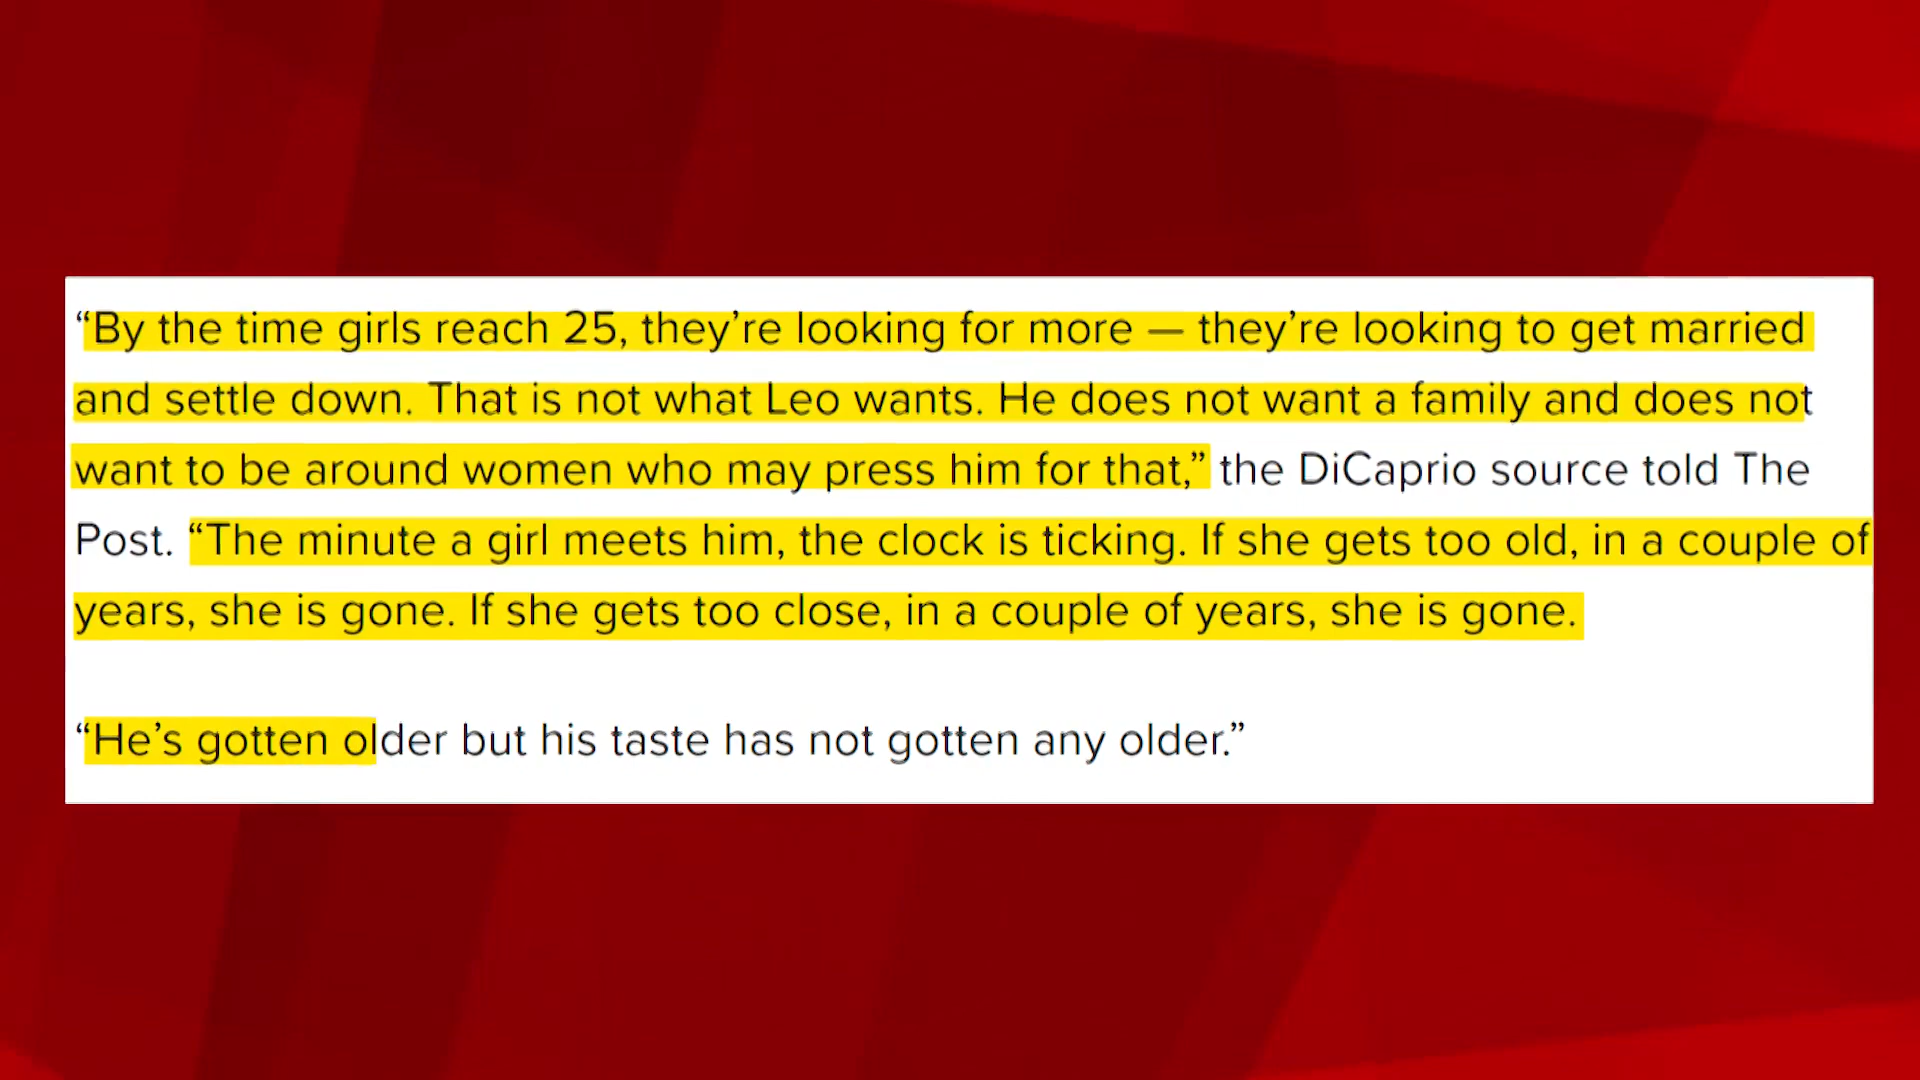 “By the time girls reach 25, they’re looking for more — they’re looking to get married
and settle down. That is not what Leo wants. He does not want a family and does not
want to be around women who may press him for that,” the DiCaprio source told The
Post. “The minute a girl meets him, the clock is ticking. If she gets too old, in a couple of
years, she is gone. If she gets too close, in a couple of years, she is gone.
“He’s gotten older but his taste has not gotten any older.”